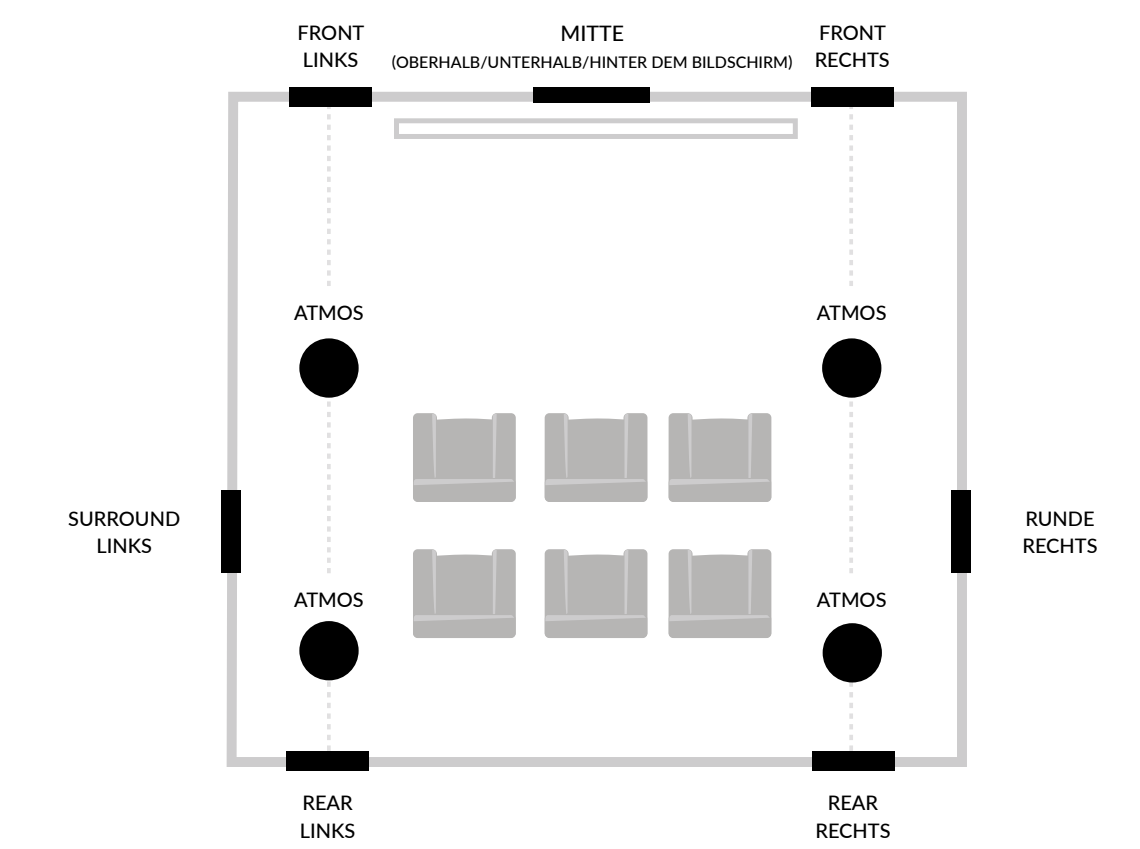 FRONT
LINKS
MITTE
(OBERHALB/UNTERHALB/HINTER DEM BILDSCHIRM)
FRONT
RECHTS
ATMOS
ATMOS
SURROUND
LINKS
RUNDE
RECHTS
ATMOS
ATMOS
REAR
LINKS
REAR
RECHTS